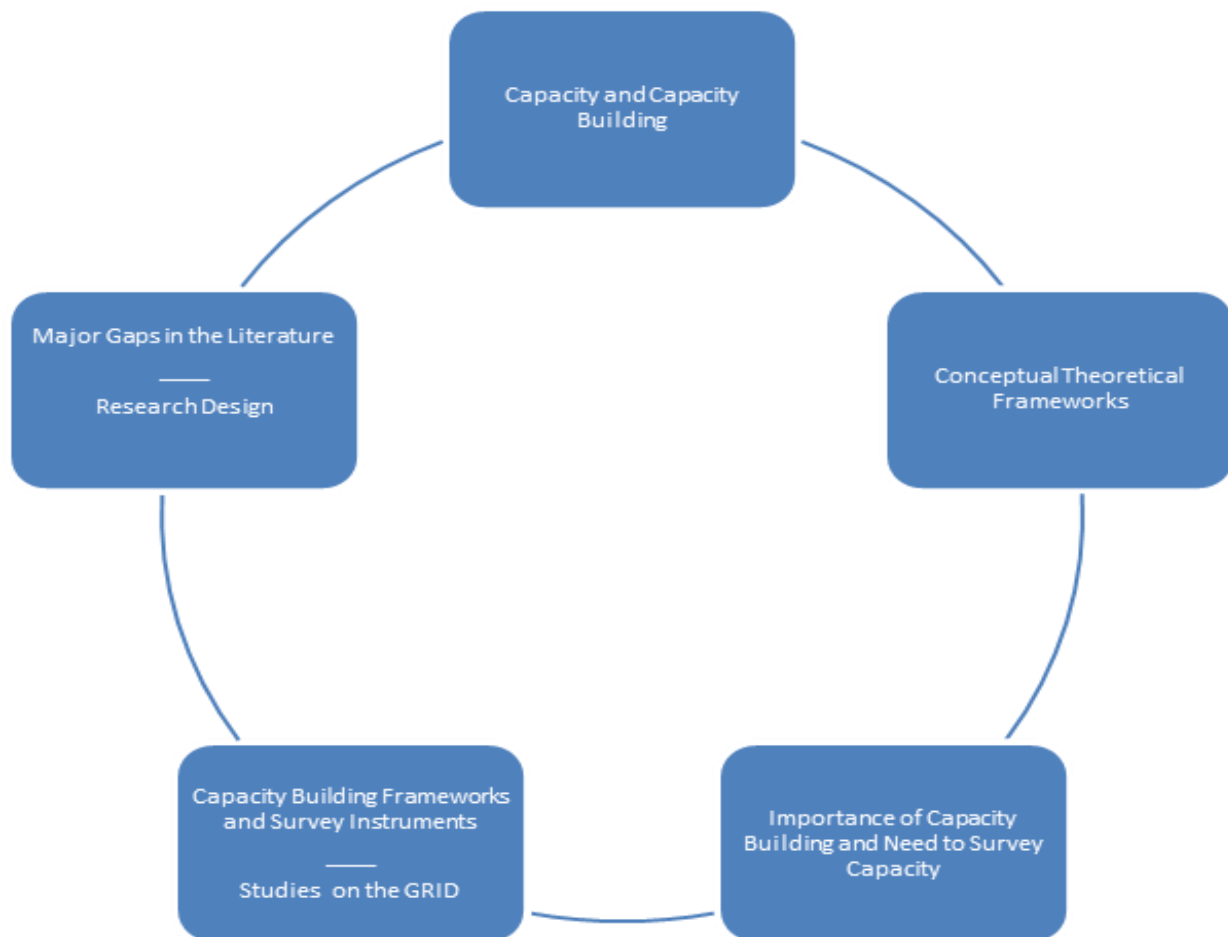 Capacity and Capacity
Building
Major Gaps in the Literature
Research Design
Conceptual Theoretical
Frameworks
Capacity Building Frameworks
and Survey Instruments
Studies on the GRID
Importance of Capacity
Building and Need to Survey
Capacity